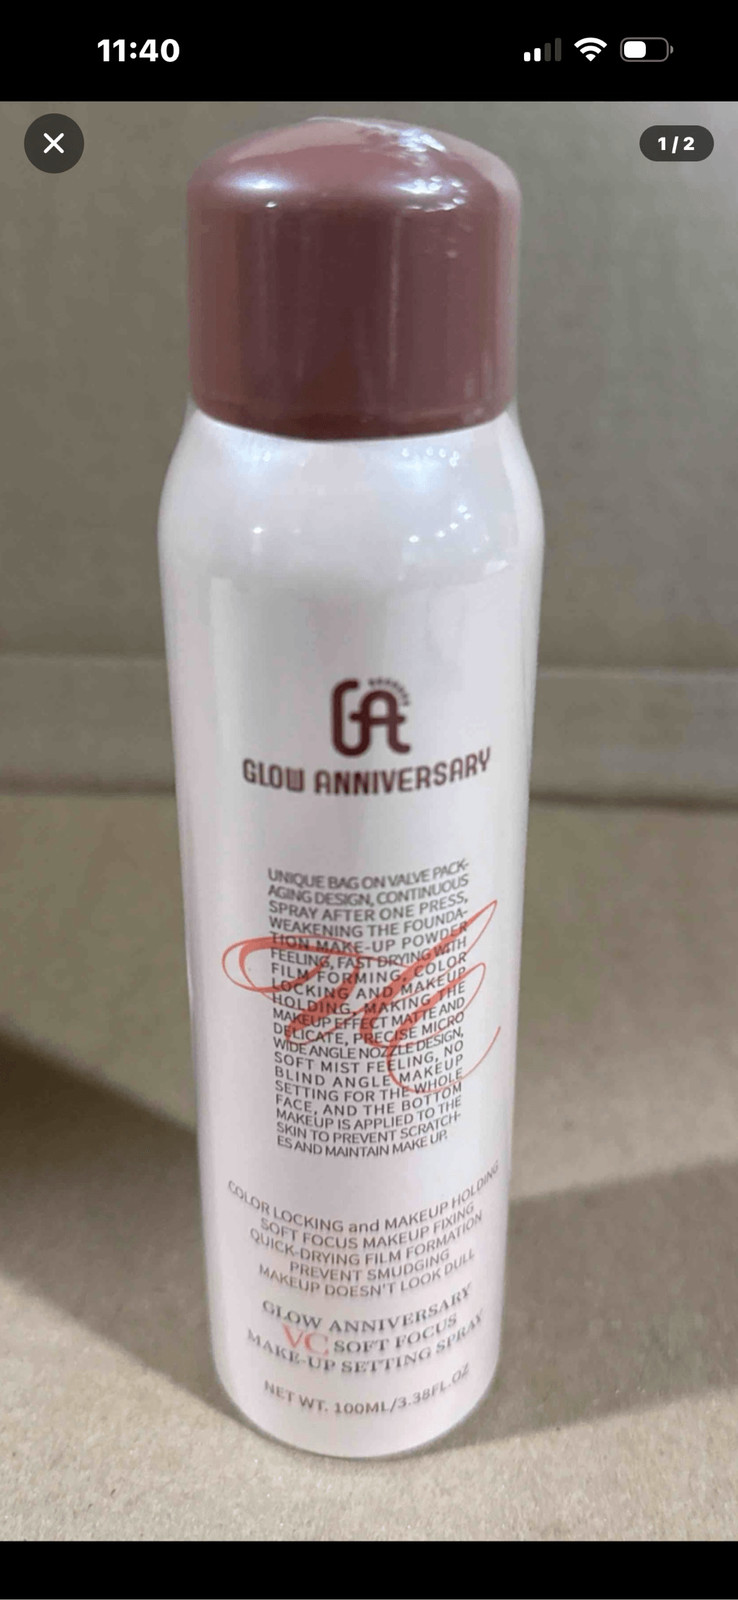 11:40
1/2
GA
GLOW ANNIVERSARY
UNIQUE BAG ON VALVE PACK-
AGING DESIGN, CONTINUOUS
SPRAY AFTER ONE PRESS,
WEAKENING THE FOUNDA-
TION MAKE-UP POWDER
FEELING, FAST DRYING WITH
FILM FORMING, COLOR
LOCKING AND MAKEUP
HOLDING, MAKING THE
MAKEUP EFFECT MATTE AND
DELICATE, PRECISE MICRO
WIDE ANGLE NOZZLE DESIGN,
SOFT MIST FEELING, NO
BLIND ANGLE MAKEUP
SETTING FOR THE WHOLE
FACE, AND THE BOTTOM
MAKEUP IS APPLIED TO THE
SKIN TO PREVENT SCRATCH-
ES AND MAINTAIN MAKE UP.
COLOR LOCKING and MAKEUP HOLDING
SOFT FOCUS MAKEUP FIXING
QUICK-DRYING FILM FORMATION
PREVENT SMUDGING
MAKEUP DOESN'T LOOK DULL
GLOW ANNIVERSARY
VC SOFT FOCUS
MAKE-UP SETTING SPRAY
NET WT. 100ML/3.38FL.OZ